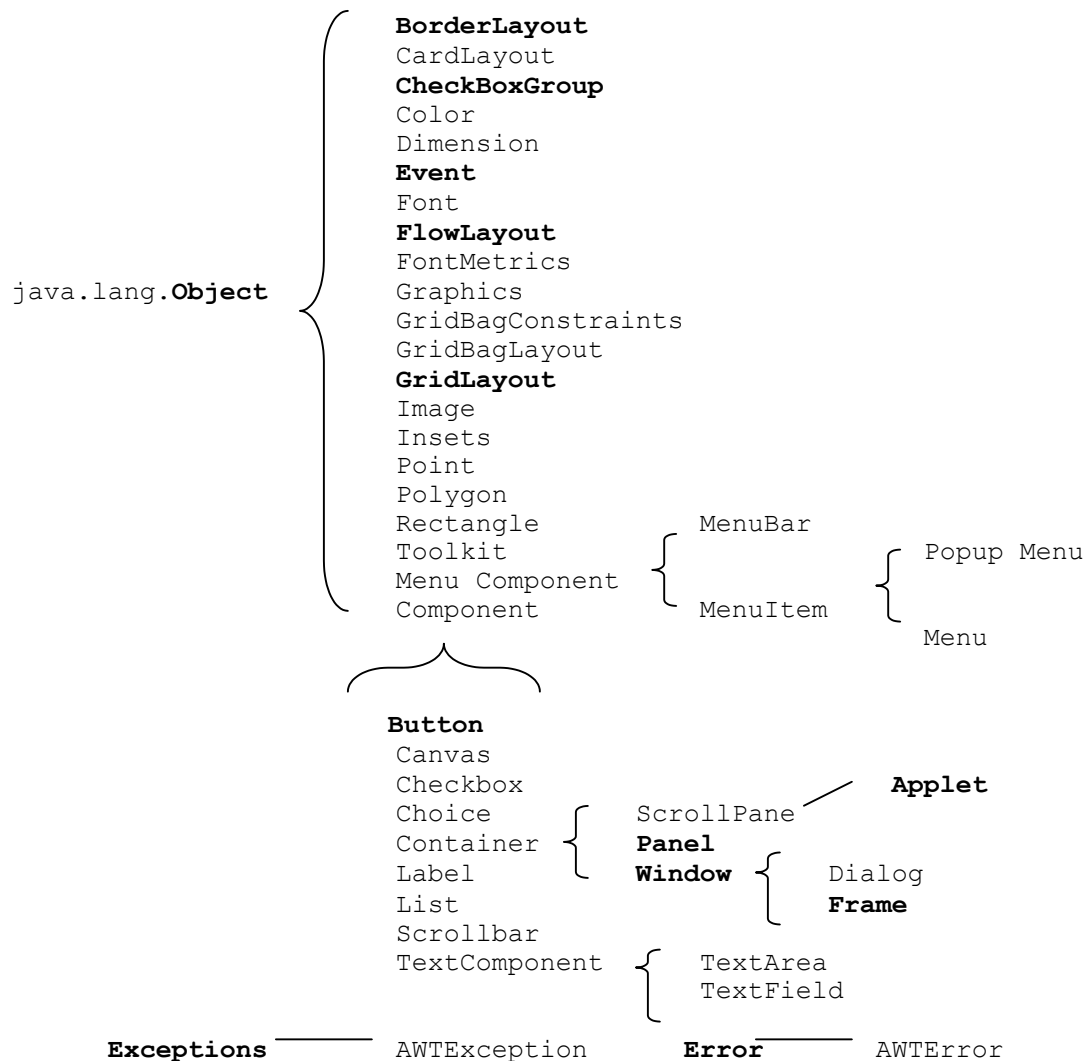 BorderLayout
CardLayout
CheckBoxGroup
Color
Dimension
Event
Font
FlowLayout
FontMetrics
java.lang.Object
Graphics
GridBagConstraints
GridBagLayout
GridLayout
Image
Insets
Point
Polygon
Rectangle MenuBar
Toolkit Popup Menu
Menu Component
Component MenuItem
Menu
Button
Canvas
Checkbox Applet
Choice ScrollPane
Container Panel
Label Window Dialog
List Frame
Scrollbar
TextComponent TextArea
TextField
Exceptions AWTException Error AWTError